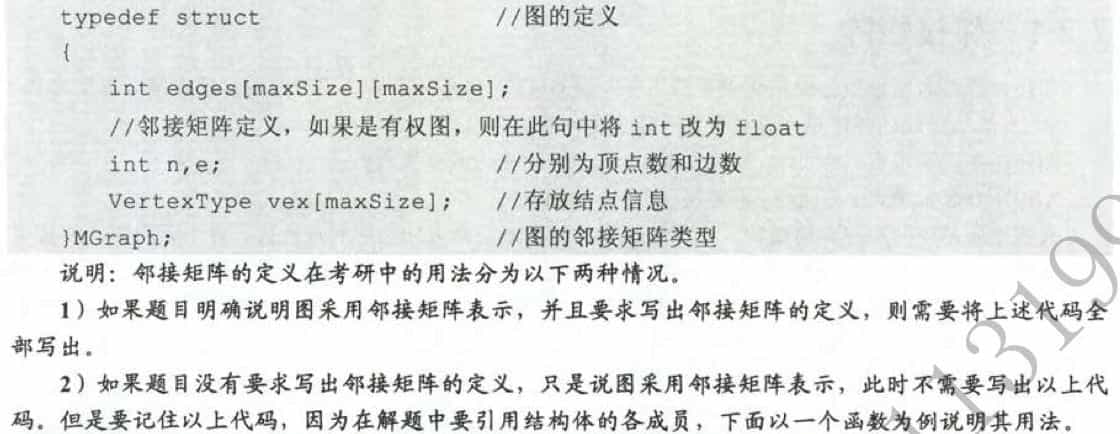 typedef struct //图的定义
{
int edges[maxSize][maxSize];
//邻接矩阵定义，如果是有权图，则在此句中将 int 改为 float
int n,e; //分别为顶点数和边数
VertexType vex[maxSize]; //存放结点信息
}MGraph; //图的邻接矩阵类型
说明：邻接矩阵的定义在考研中的用法分为以下两种情况。
1）如果题目明确说明图采用邻接矩阵表示，并且要求写出邻接矩阵的定义，则需要将上述代码全
部写出。
2）如果题目没有要求写出邻接矩阵的定义，只是说图采用邻接矩阵表示，此时不需要写出以上代
码。但是要记住以上代码，因为在解题中要引用结构体的各成员，下面以一个函数为例说明其用法。